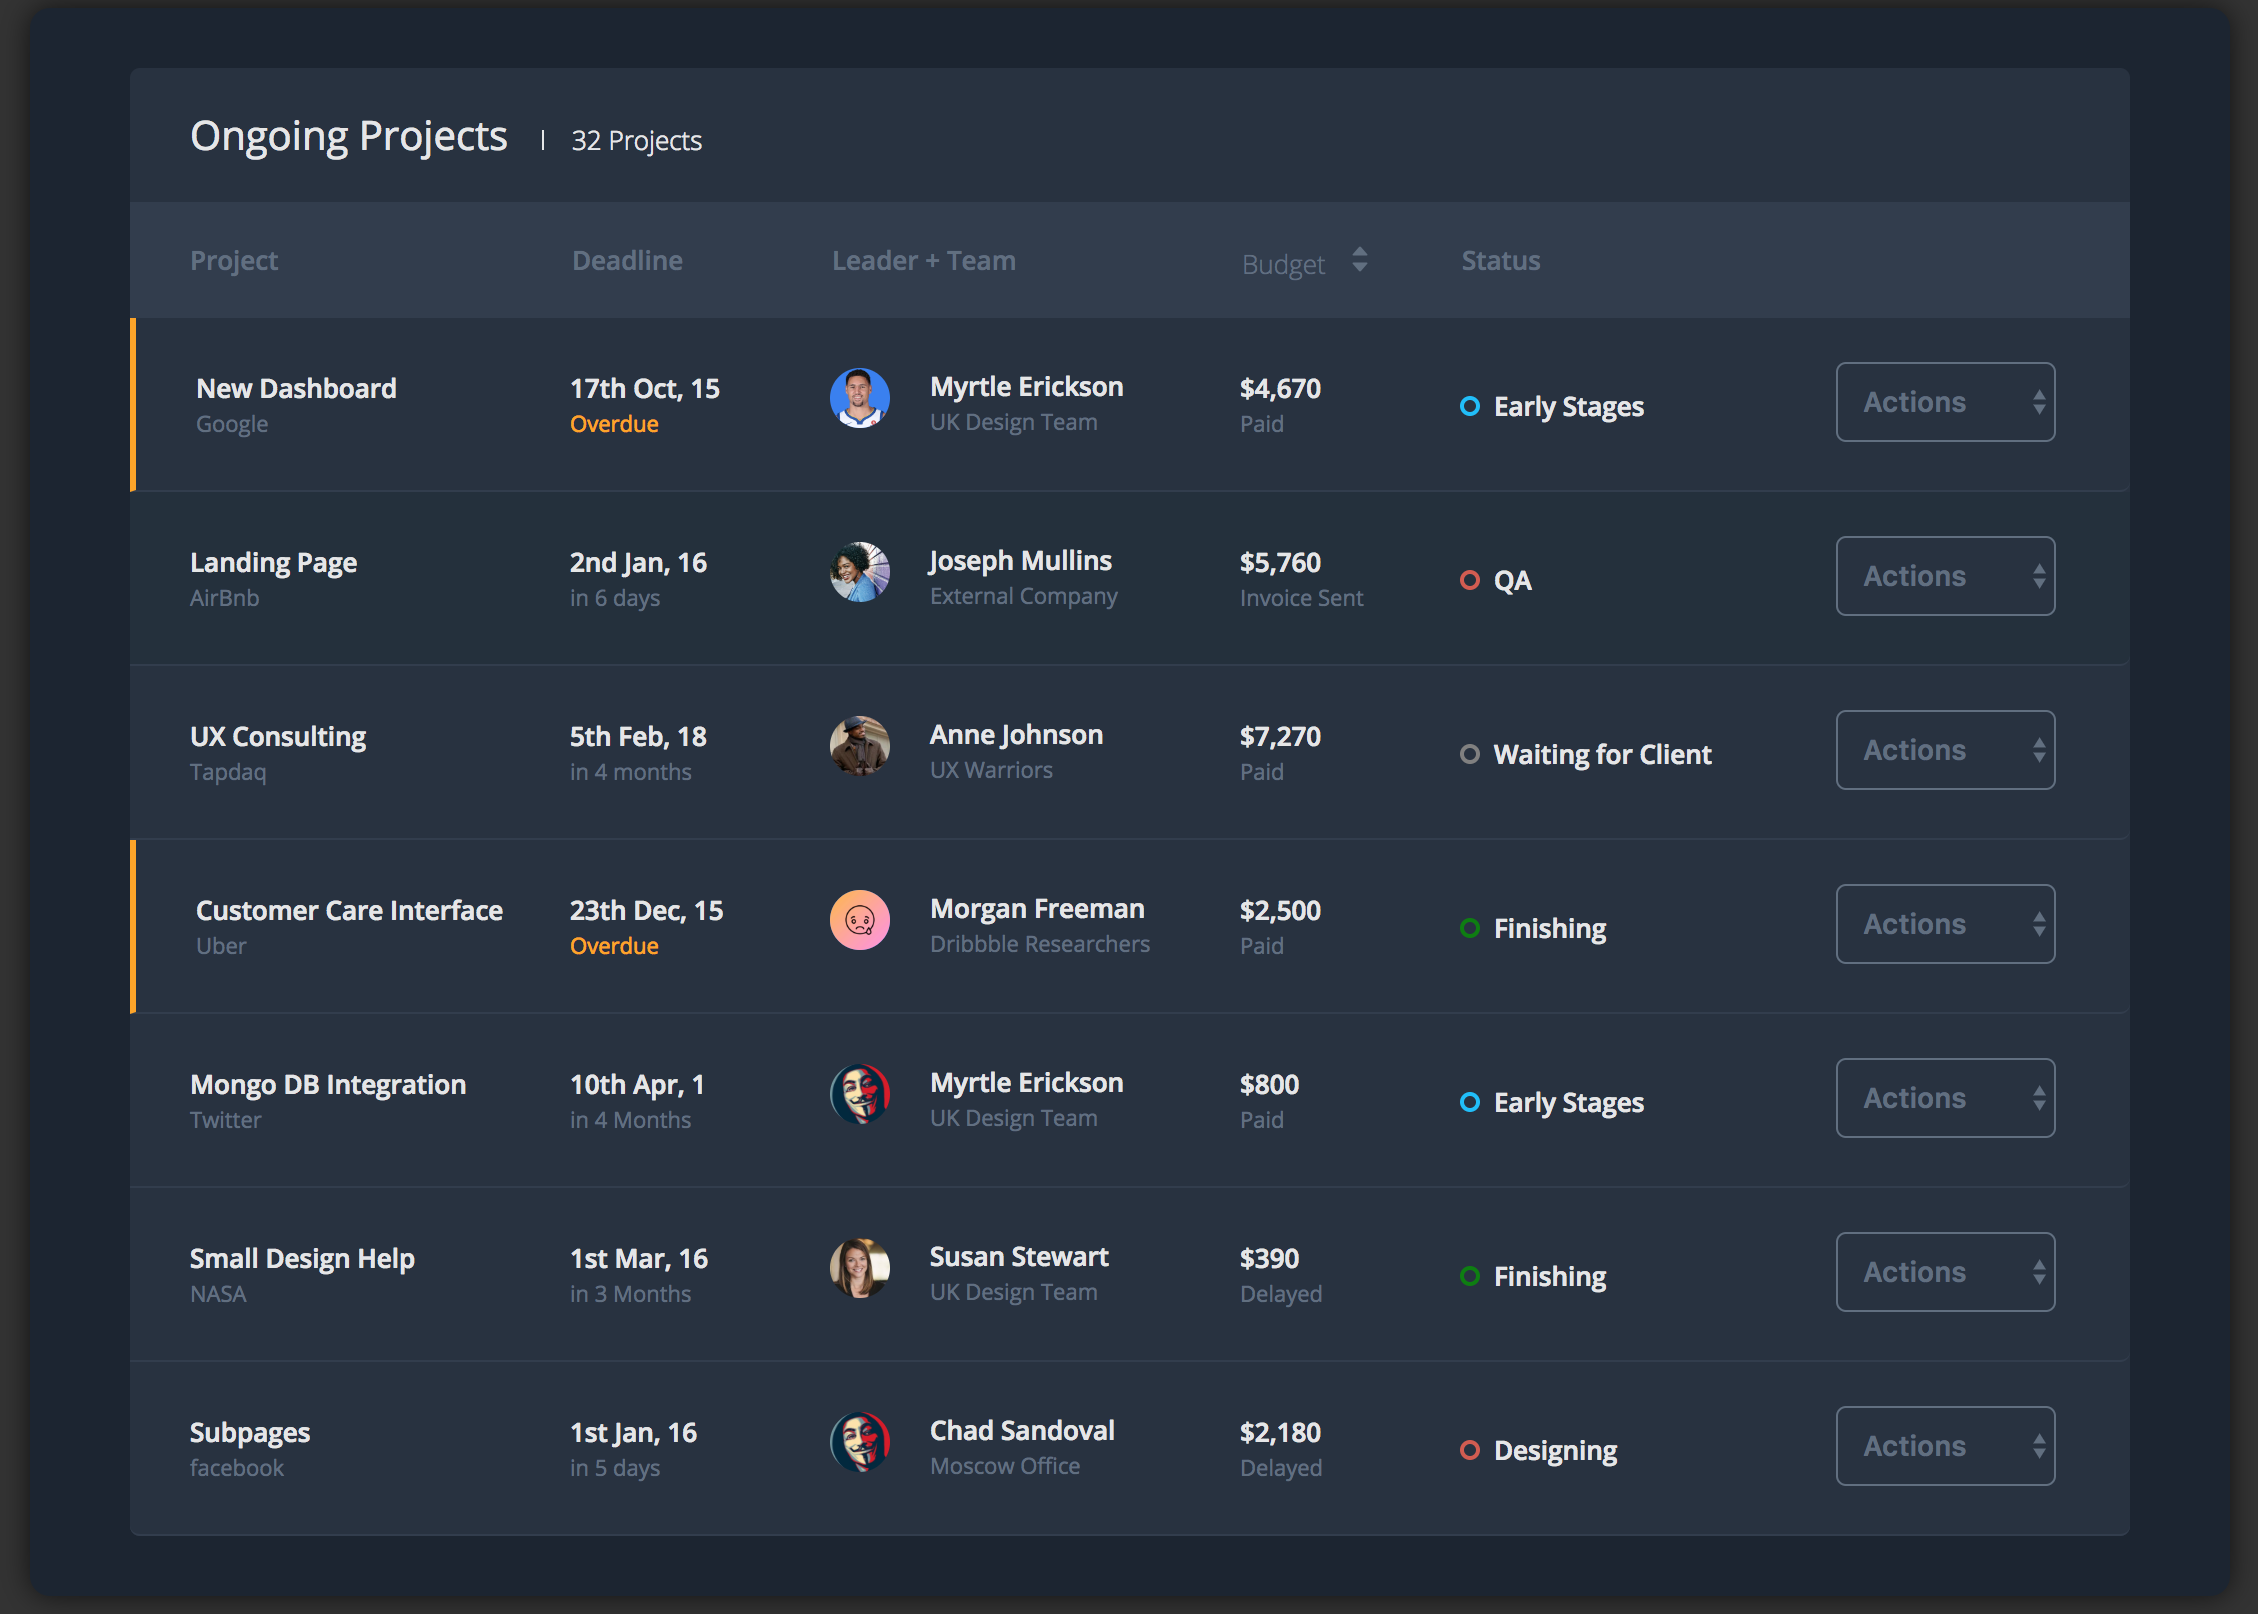 Ongoing Projects | 32 Projects
Project Deadline Leader + Team Budget Status
New Dashboard 17th Oct, 15 Myrtle Erickson $4,670 Early Stages Actions
Google Overdue UK Design Team Paid
Landing Page 2nd Jan, 16 Joseph Mullins $5,760 QA Actions
AirBnb in 6 days External Company Invoice Sent
UX Consulting 5th Feb, 18 Anne Johnson $7,270 Waiting for Client Actions
Tapdaq in 4 months UX Warriors Paid
Customer Care Interface 23th Dec, 15 Morgan Freeman $2,500 Finishing Actions
Uber Overdue Dribbble Researchers Paid
Mongo DB Integration 10th Apr, 1 Myrtle Erickson $800 Early Stages Actions
Twitter in 4 Months UK Design Team Paid
Small Design Help 1st Mar, 16 Susan Stewart $390 Finishing Actions
NASA in 3 Months UK Design Team Delayed
Subpages 1st Jan, 16 Chad Sandoval $2,180 Designing Actions
facebook in 5 days Moscow Office Delayed